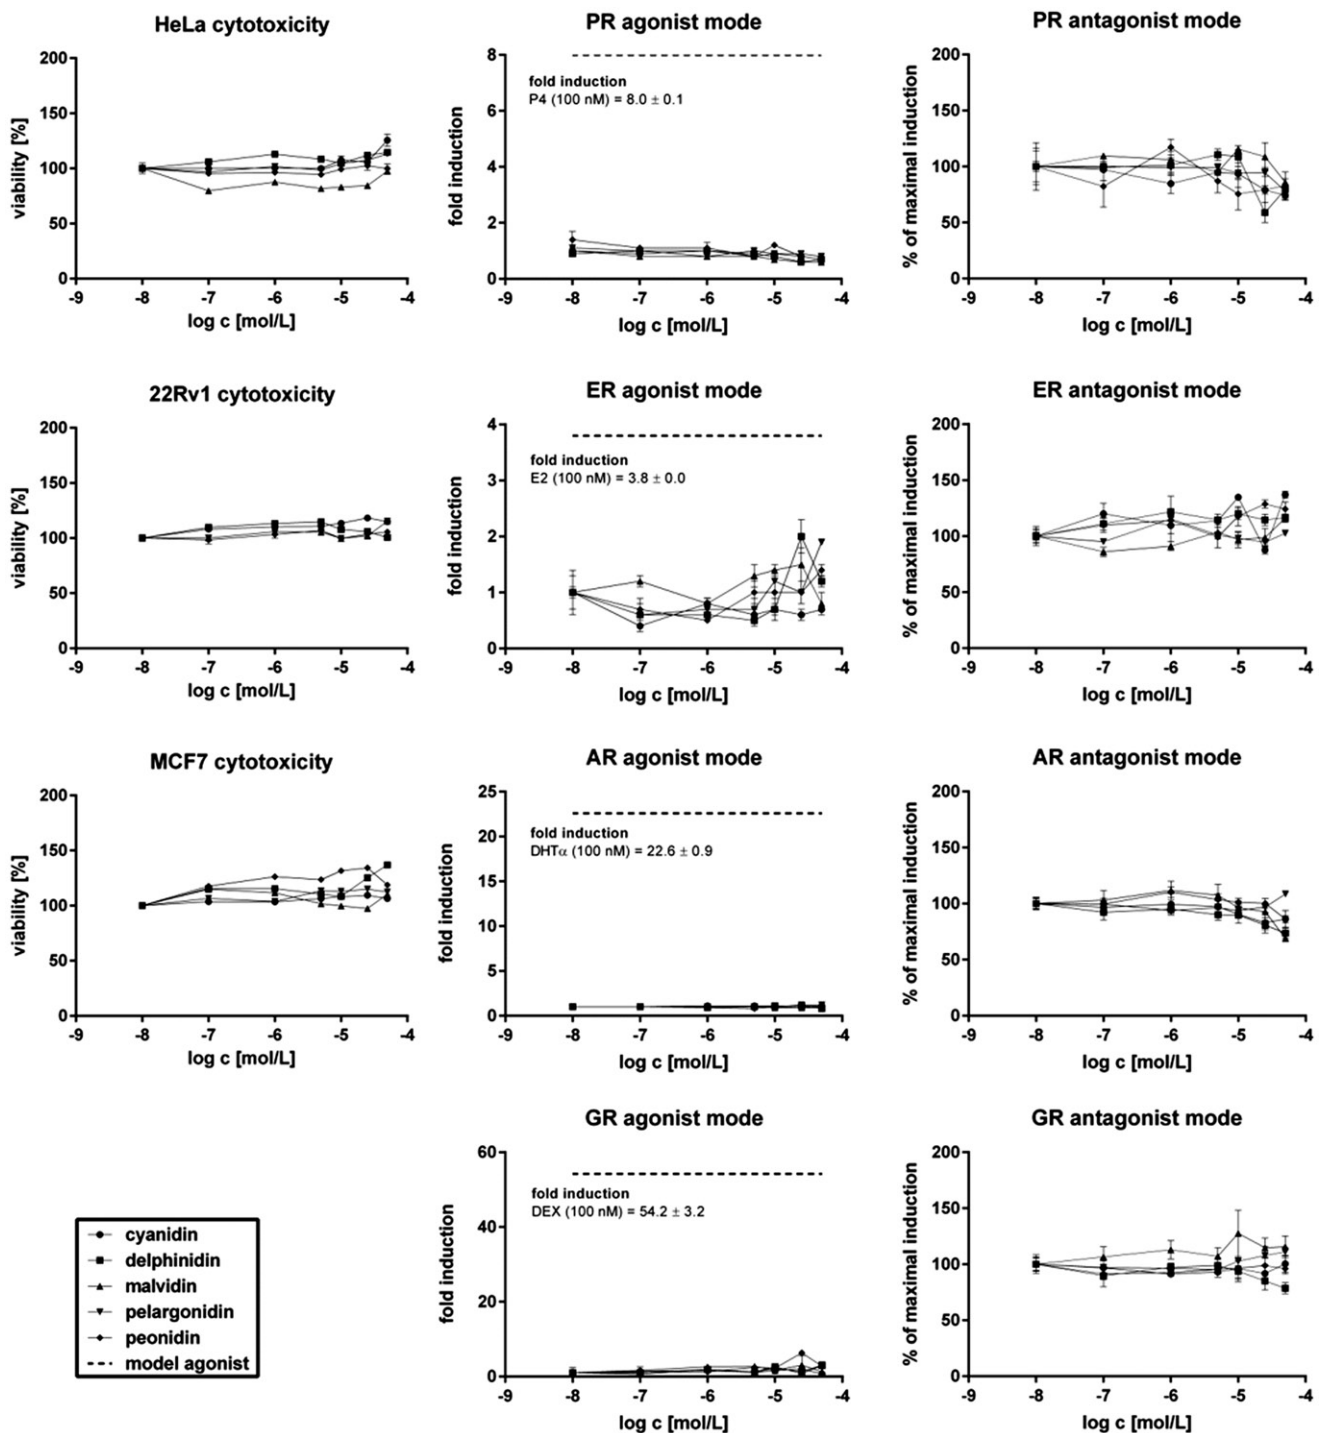 HeLa cytotoxicity
200
150
100
50
0
viability [%]
-9 -8 -7 -6 -5 -4
log c [mol/L]
PR agonist mode
8
6
4
2
0
fold induction
fold induction
P4 (100 nM) = 8.0 ± 0.1
-9 -8 -7 -6 -5 -4
log c [mol/L]
PR antagonist mode
200
150
100
50
0
% of maximal induction
-9 -8 -7 -6 -5 -4
log c [mol/L]
22Rv1 cytotoxicity
200
150
100
50
0
viability [%]
-9 -8 -7 -6 -5 -4
log c [mol/L]
ER agonist mode
4
3
2
1
0
fold induction
fold induction
E2 (100 nM) = 3.8 ± 0.0
-9 -8 -7 -6 -5 -4
log c [mol/L]
ER antagonist mode
200
150
100
50
0
% of maximal induction
-9 -8 -7 -6 -5 -4
log c [mol/L]
MCF7 cytotoxicity
200
150
100
50
0
viability [%]
-9 -8 -7 -6 -5 -4
log c [mol/L]
AR agonist mode
25
20
15
10
5
0
fold induction
fold induction
DHTα (100 nM) = 22.6 ± 0.9
-9 -8 -7 -6 -5 -4
log c [mol/L]
AR antagonist mode
200
150
100
50
0
% of maximal induction
-9 -8 -7 -6 -5 -4
log c [mol/L]
cyanidin
delphinidin
malvidin
pelargonidin
peonidin
model agonist
GR agonist mode
60
40
20
0
fold induction
fold induction
DEX (100 nM) = 54.2 ± 3.2
-9 -8 -7 -6 -5 -4
log c [mol/L]
GR antagonist mode
200
150
100
50
0
% of maximal induction
-9 -8 -7 -6 -5 -4
log c [mol/L]